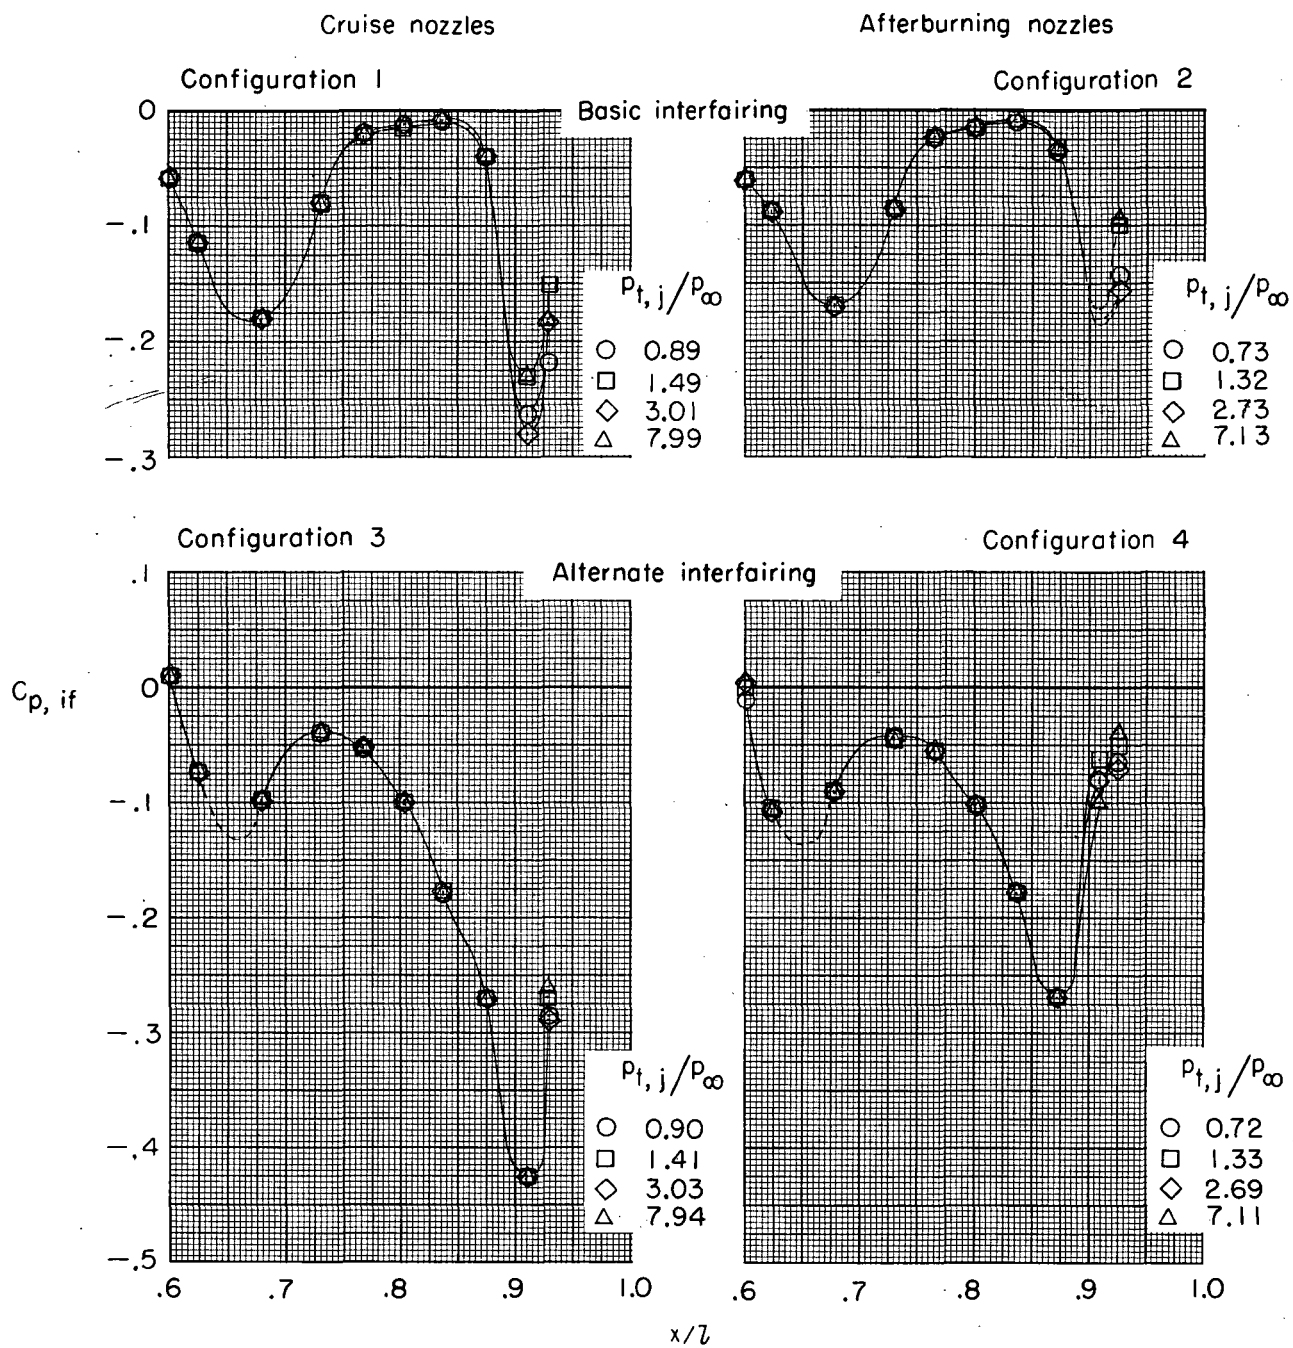 Cruise nozzles
Afterburning nozzles
Configuration 1
Configuration 2
Basic interfairing
0
-.1
-.2
-.3
Pt, j/P∞
○ 0.89
□ 1.49
◇ 3.01
△ 7.99
Pt, j/P∞
○ 0.73
□ 1.32
◇ 2.73
△ 7.13
Configuration 3
Configuration 4
Alternate interfairing
.1
0
-.1
-.2
-.3
-.4
-.5
Cp, if
Pt, j/P∞
○ 0.90
□ 1.41
◇ 3.03
△ 7.94
Pt, j/P∞
○ 0.72
□ 1.33
◇ 2.69
△ 7.11
.6 .7 .8 .9 1.0
.6 .7 .8 .9 1.0
x/l